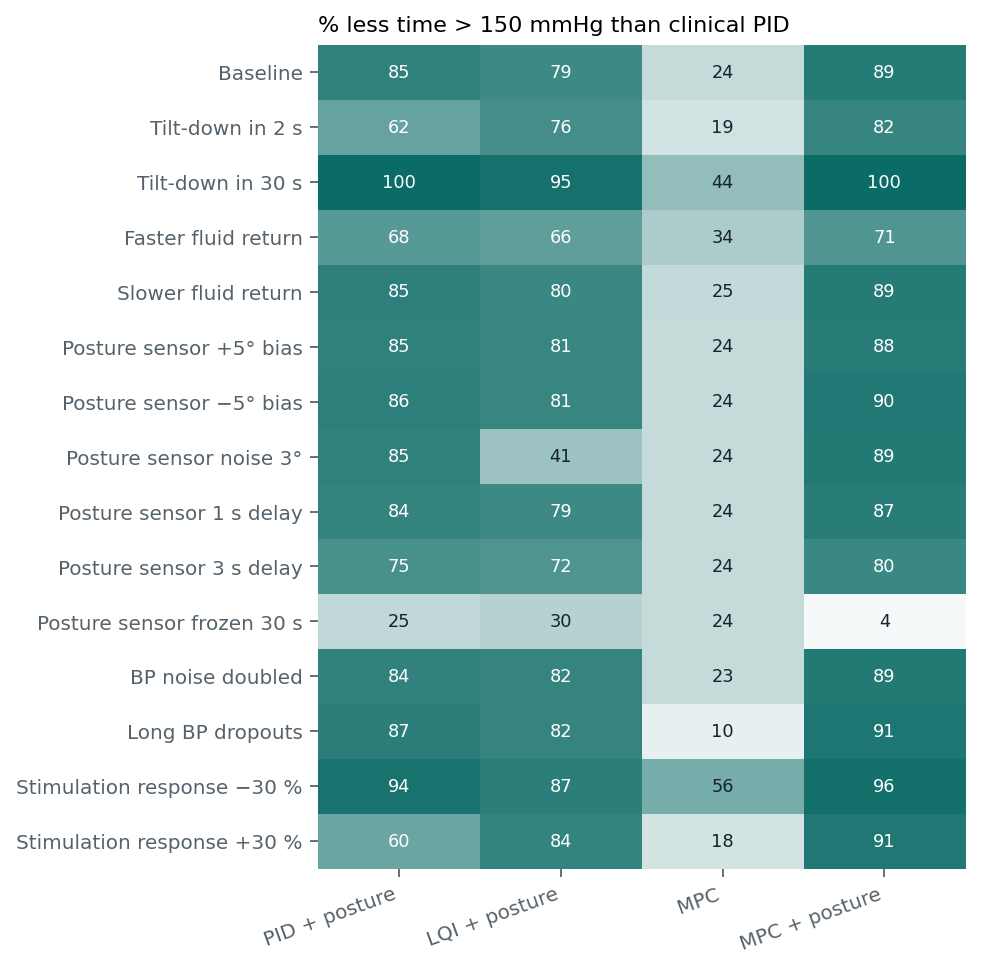 % less time > 150 mmHg than clinical PID
Baseline 85 79 24 89
Tilt-down in 2 s 62 76 19 82
Tilt-down in 30 s 100 95 44 100
Faster fluid return 68 66 34 71
Slower fluid return 85 80 25 89
Posture sensor +5° bias 85 81 24 88
Posture sensor −5° bias 86 81 24 90
Posture sensor noise 3° 85 41 24 89
Posture sensor 1 s delay 84 79 24 87
Posture sensor 3 s delay 75 72 24 80
Posture sensor frozen 30 s 25 30 24 4
BP noise doubled 84 82 23 89
Long BP dropouts 87 82 10 91
Stimulation response −30 % 94 87 56 96
Stimulation response +30 % 60 84 18 91
PID + posture LQI + posture MPC MPC + posture